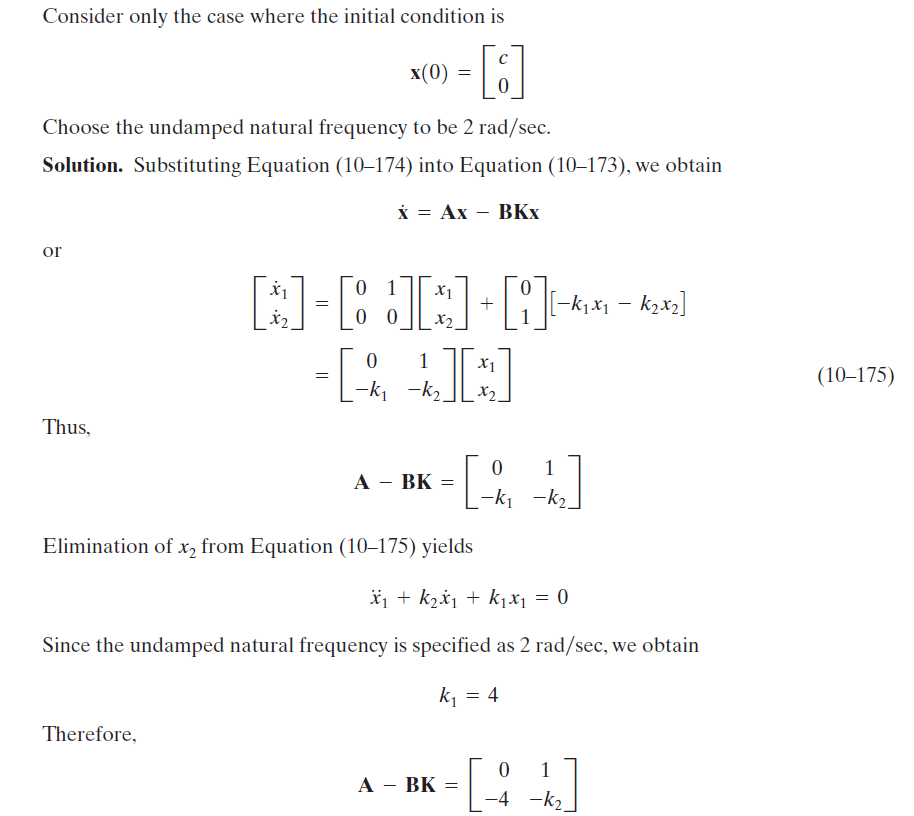 Consider only the case where the initial condition is
x(0) = [c; 0]
Choose the undamped natural frequency to be 2 rad/sec.
Solution. Substituting Equation (10–174) into Equation (10–173), we obtain
ẋ = Ax − BKx
or
[ẋ₁; ẋ₂] = [0 1; 0 0][x₁; x₂] + [0; 1][−k₁x₁ − k₂x₂]
= [0 1; −k₁ −k₂][x₁; x₂] (10–175)
Thus,
A − BK = [0 1; −k₁ −k₂]
Elimination of x₂ from Equation (10–175) yields
ẍ₁ + k₂ẋ₁ + k₁x₁ = 0
Since the undamped natural frequency is specified as 2 rad/sec, we obtain
k₁ = 4
Therefore,
A − BK = [0 1; −4 −k₂]